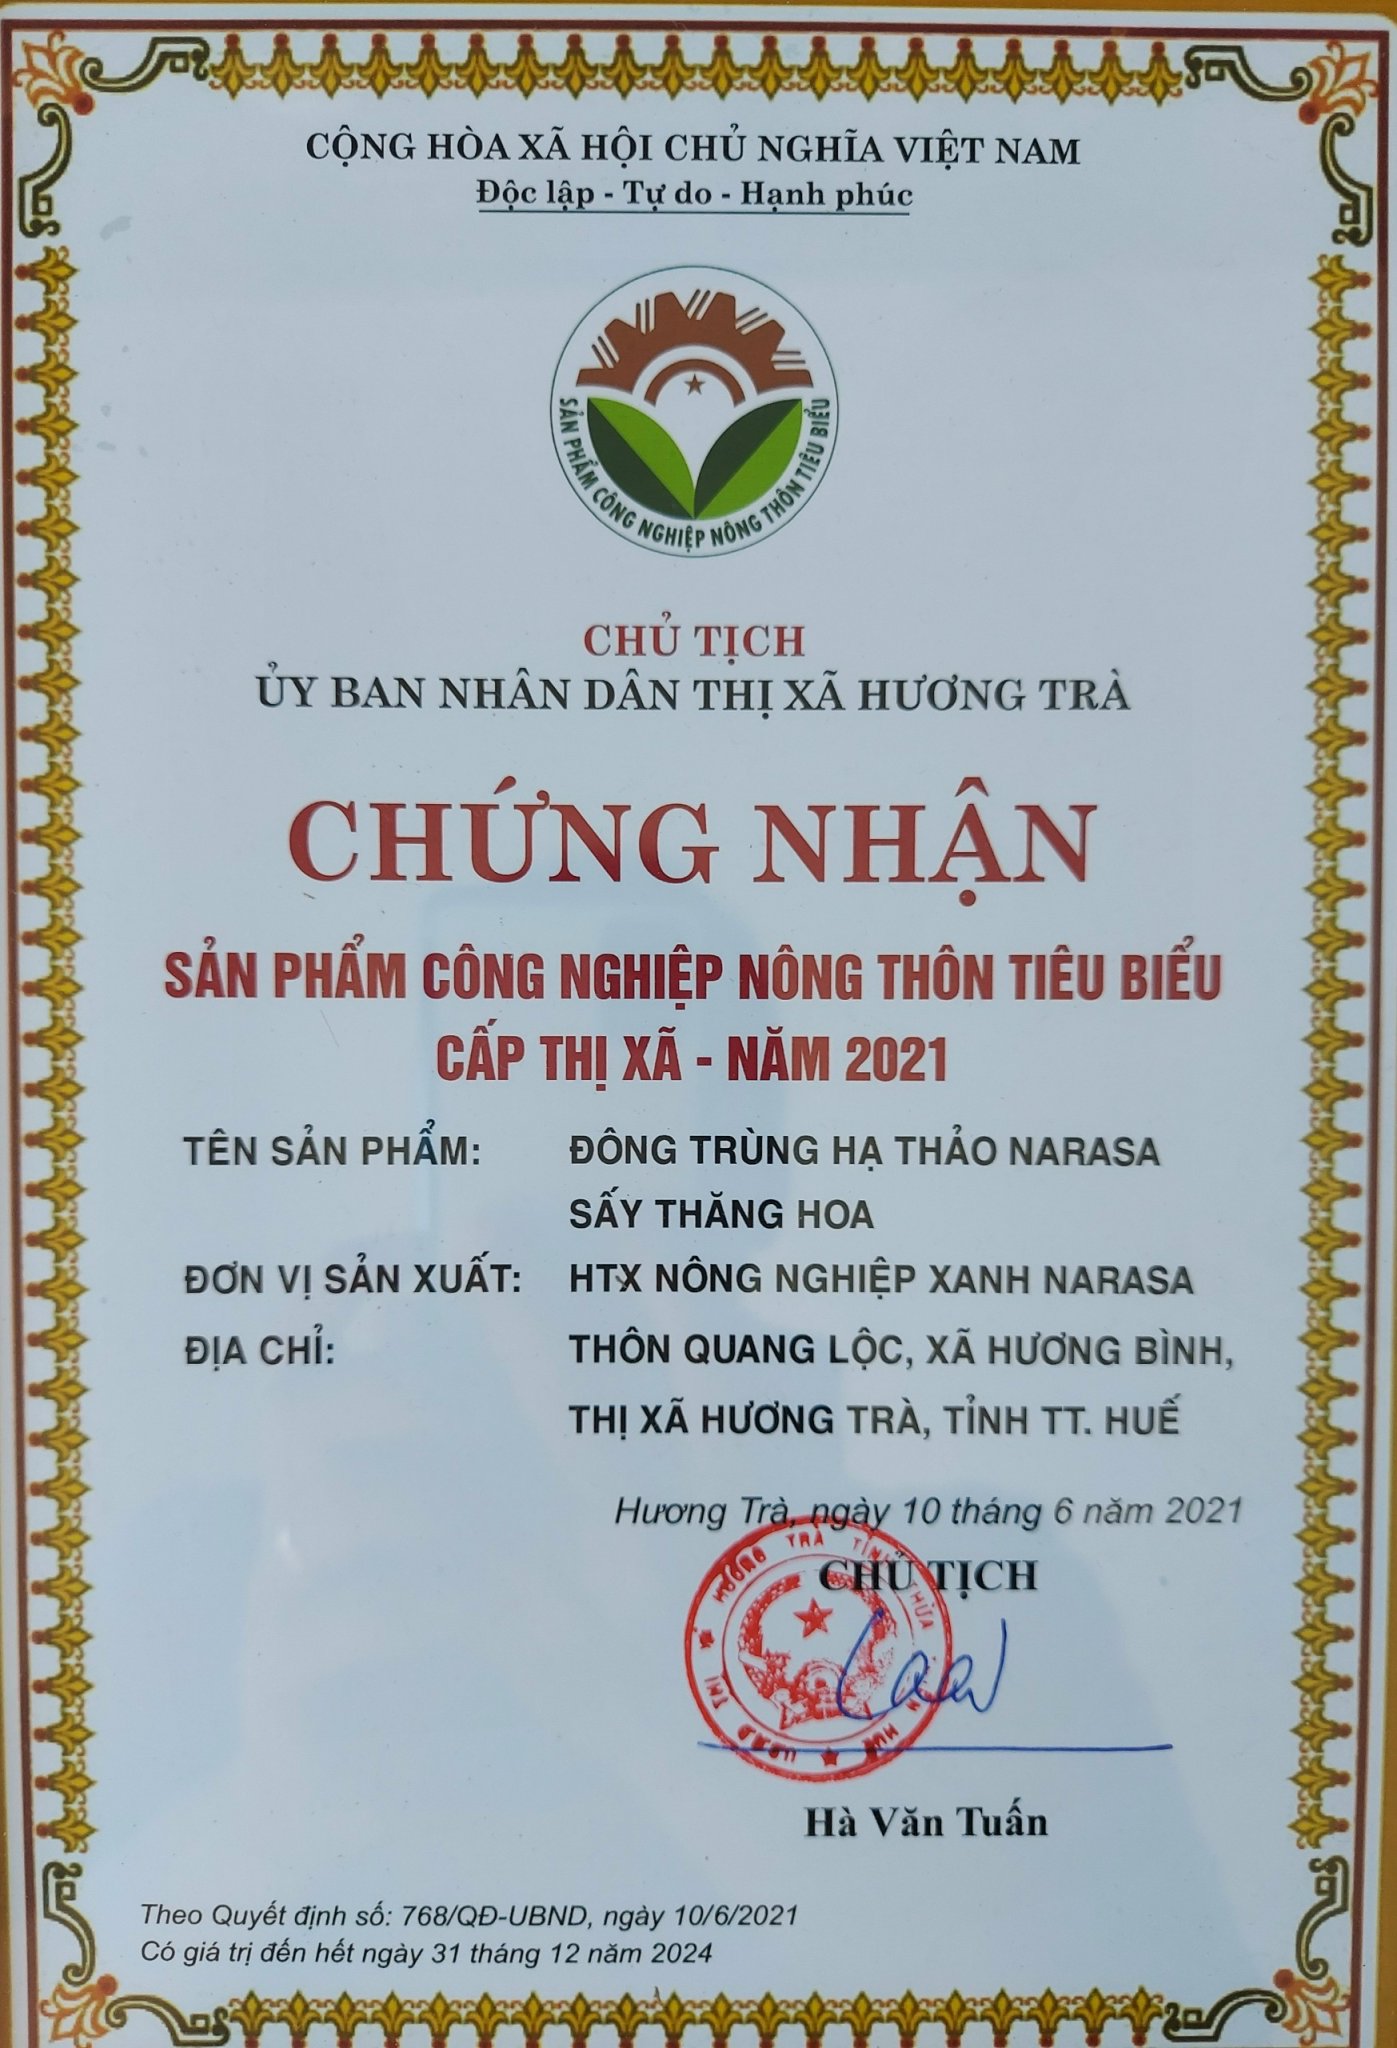 CỘNG HÒA XÃ HỘI CHỦ NGHĨA VIỆT NAM
Độc lập - Tự do - Hạnh phúc
SẢN PHẨM CÔNG NGHIỆP NÔNG THÔN TIÊU BIỂU
CHỦ TỊCH
ỦY BAN NHÂN DÂN THỊ XÃ HƯƠNG TRÀ
CHỨNG NHẬN
SẢN PHẨM CÔNG NGHIỆP NÔNG THÔN TIÊU BIỂU
CẤP THỊ XÃ - NĂM 2021
TÊN SẢN PHẨM: ĐÔNG TRÙNG HẠ THẢO NARASA
SẤY THĂNG HOA
ĐƠN VỊ SẢN XUẤT: HTX NÔNG NGHIỆP XANH NARASA
ĐỊA CHỈ: THÔN QUANG LỘC, XÃ HƯƠNG BÌNH,
THỊ XÃ HƯƠNG TRÀ, TỈNH TT. HUẾ
Hương Trà, ngày 10 tháng 6 năm 2021
CHỦ TỊCH
U.B.N.D THỊ HƯƠNG TRÀ TỈNH THỪA
Hà Văn Tuấn
Theo Quyết định số: 768/QĐ-UBND, ngày 10/6/2021
Có giá trị đến hết ngày 31 tháng 12 năm 2024